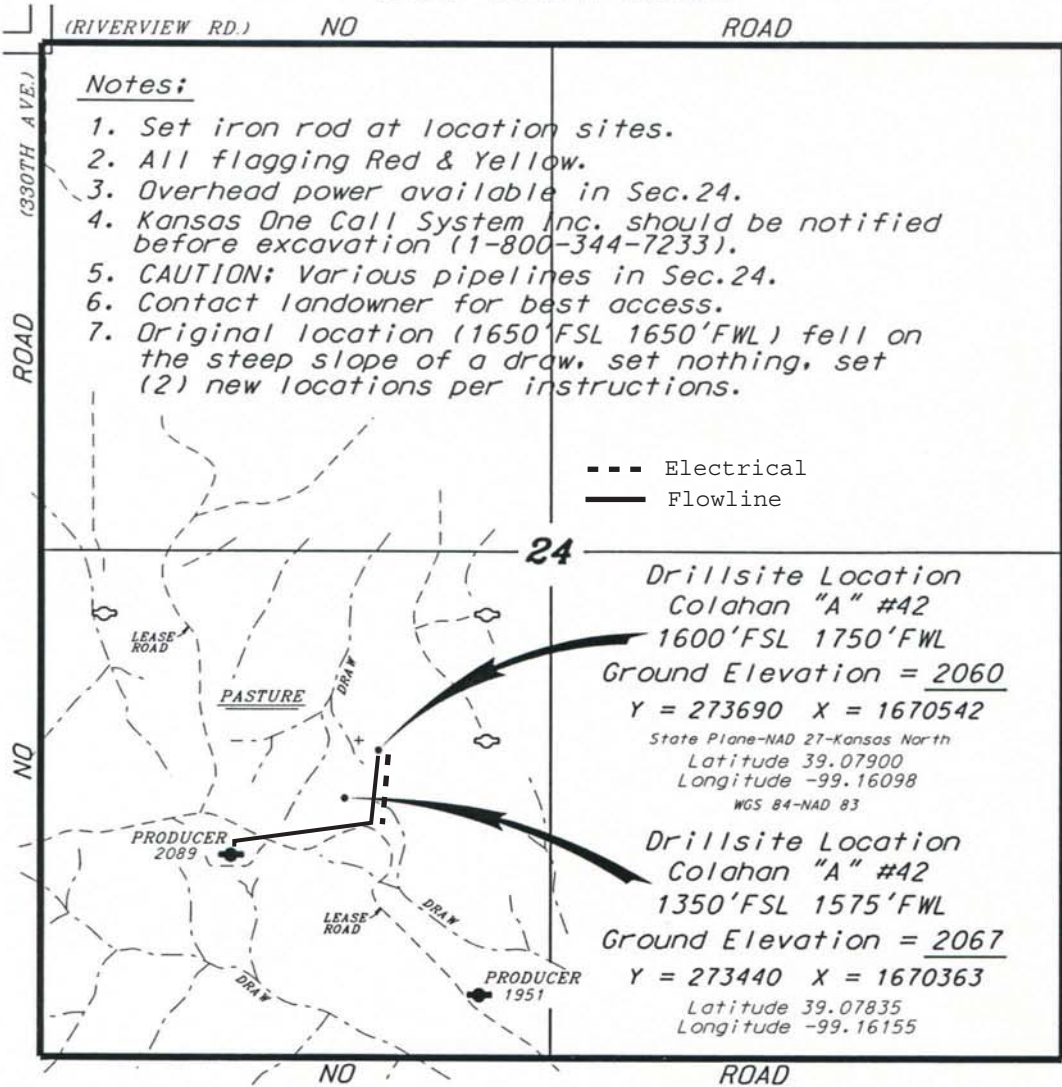 (RIVERVIEW RD.) NO ROAD
(330TH AVE.)
ROAD
NO
Notes:
1. Set iron rod at location sites.
2. All flagging Red & Yellow.
3. Overhead power available in Sec.24.
4. Kansas One Call System Inc. should be notified
before excavation (1-800-344-7233).
5. CAUTION: Various pipelines in Sec.24.
6. Contact landowner for best access.
7. Original location (1650'FSL 1650'FWL) fell on
the steep slope of a draw, set nothing, set
(2) new locations per instructions.
Electrical
Flowline
24
Drillsite Location
Colahan "A" #42
1600'FSL 1750'FWL
Ground Elevation = 2060
Y = 273690 X = 1670542
State Plane-NAD 27-Kansas North
Latitude 39.07900
Longitude -99.16098
WGS 84-NAD 83
Drillsite Location
Colahan "A" #42
1350'FSL 1575'FWL
Ground Elevation = 2067
Y = 273440 X = 1670363
Latitude 39.07835
Longitude -99.16155
LEASE
ROAD
PASTURE
DRAW
PRODUCER
2089
LEASE
ROAD
DRAW
DRAW
PRODUCER
1951
NO ROAD